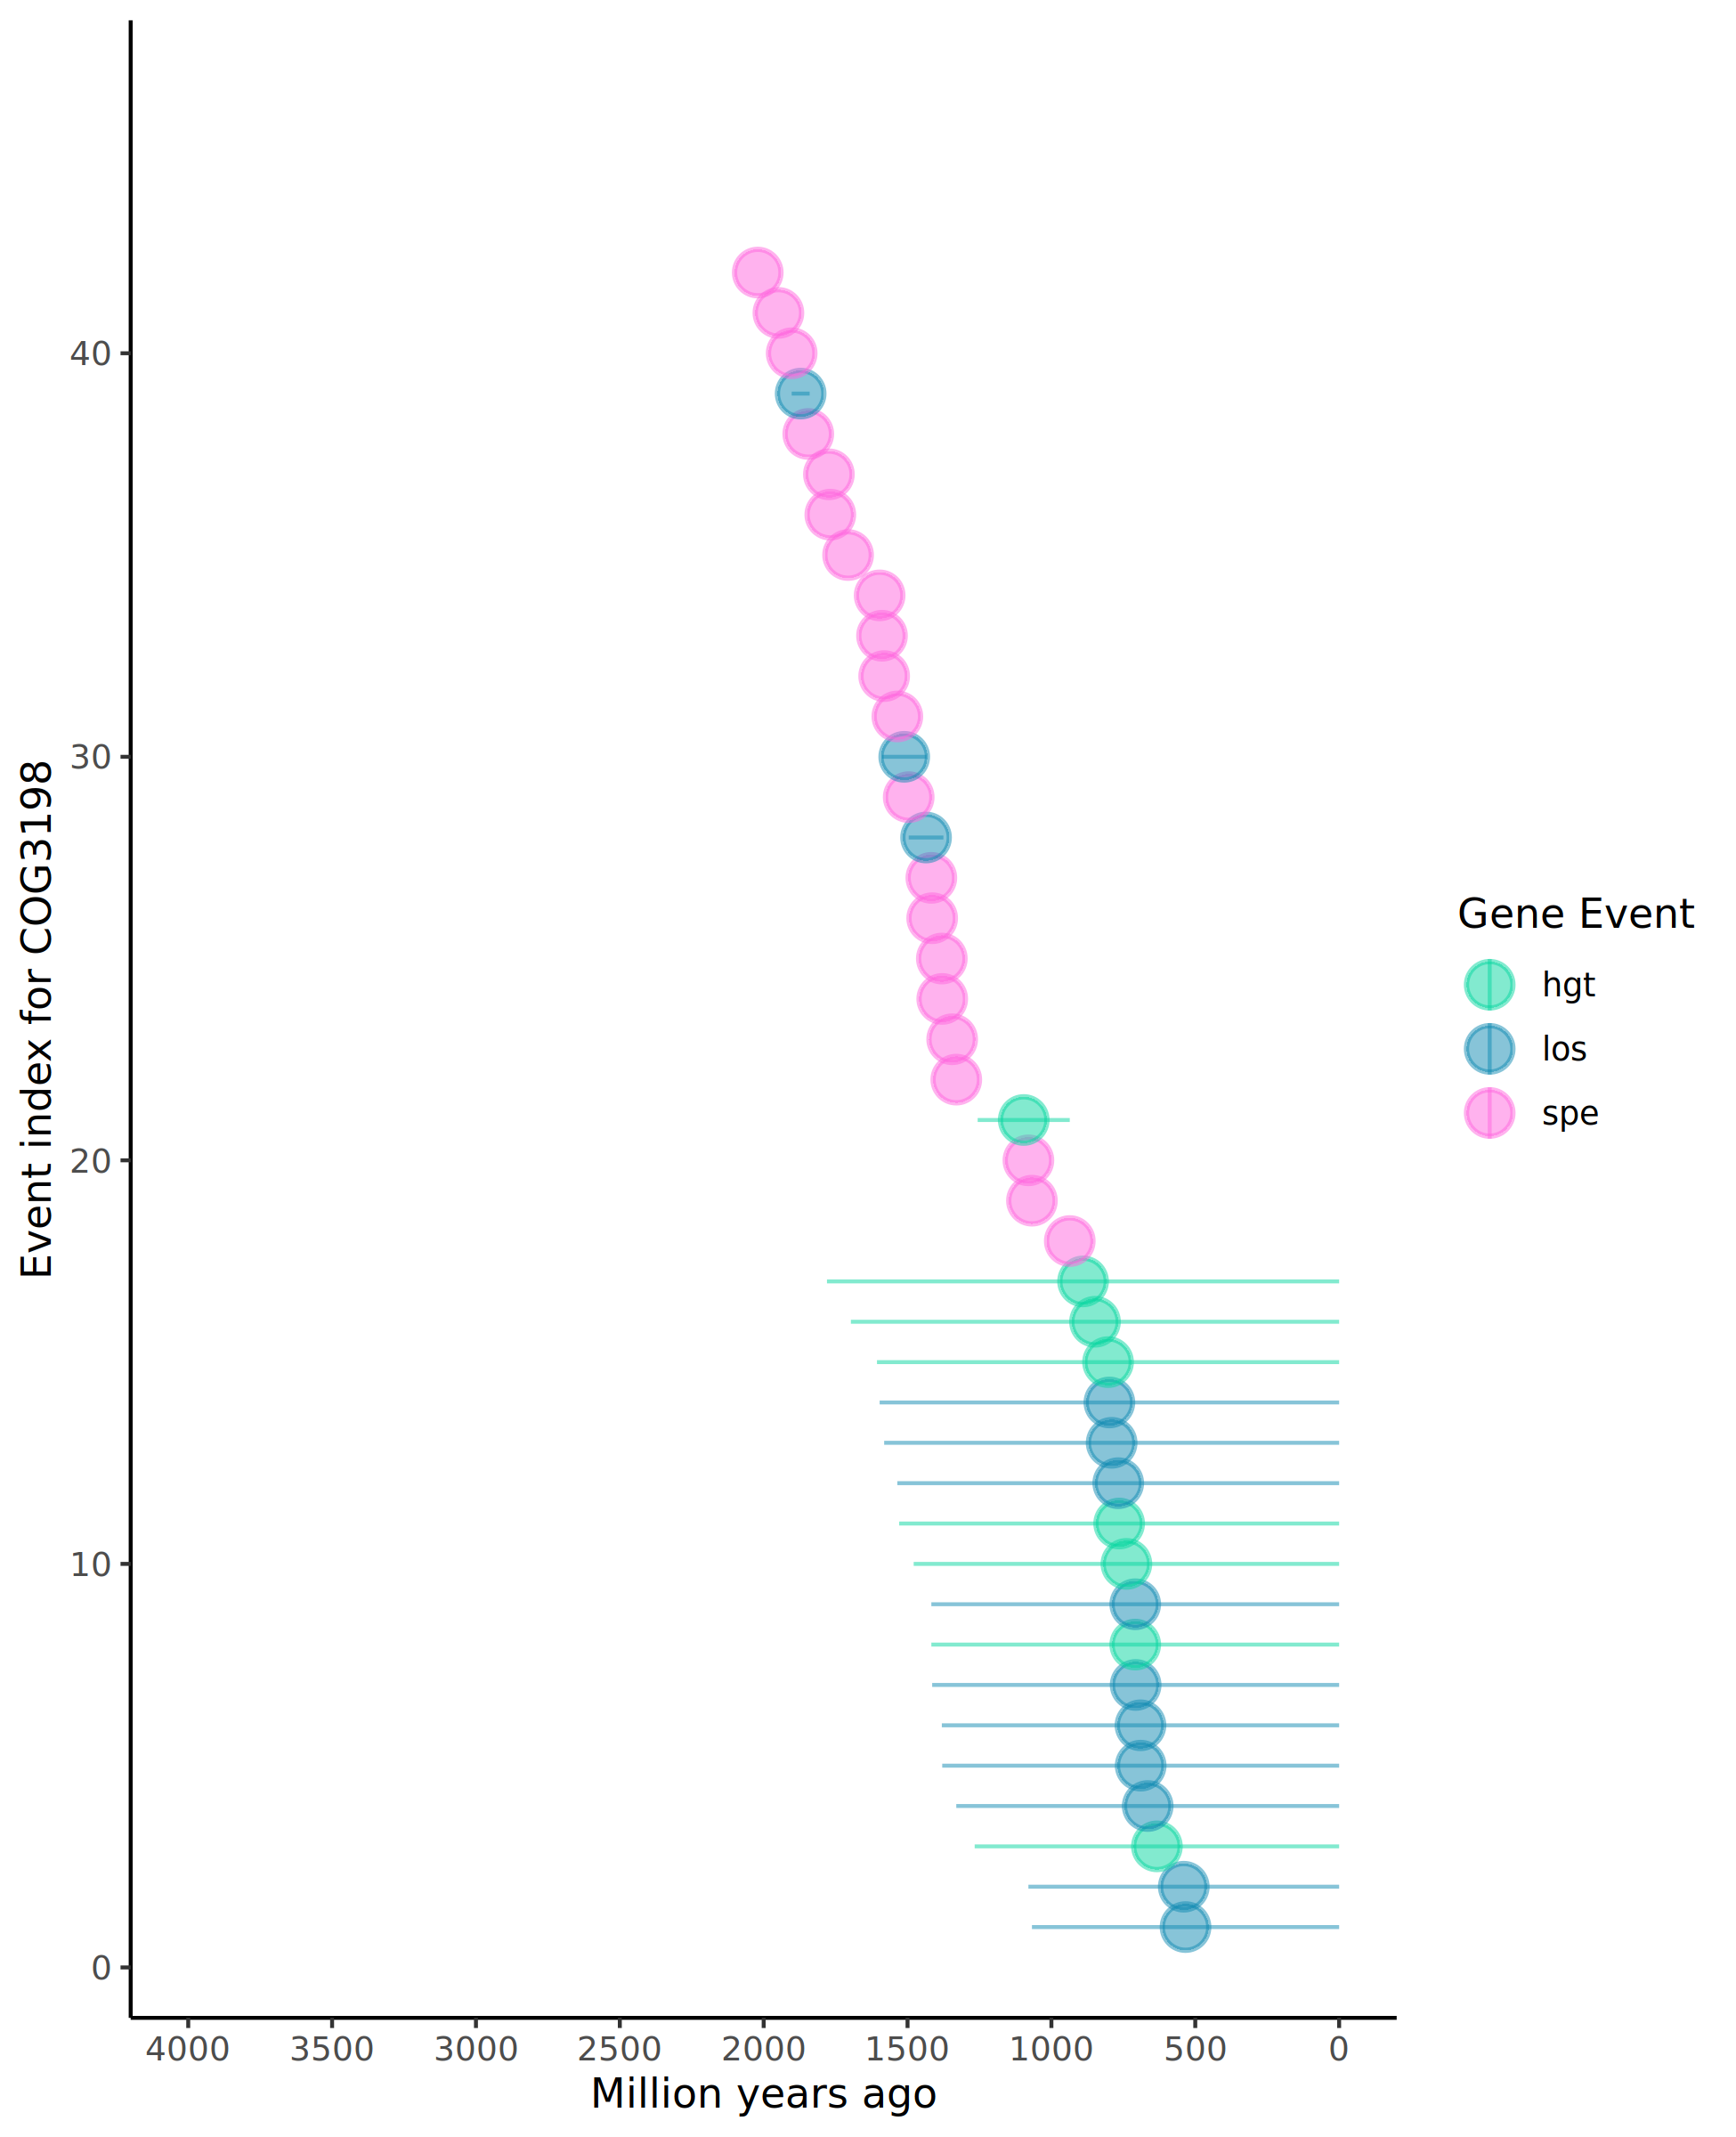 Event index for COG3198
40
30
20
10
0
4000 3500 3000 2500 2000 1500 1000 500 0
Million years ago
Gene Event
hgt
los
spe